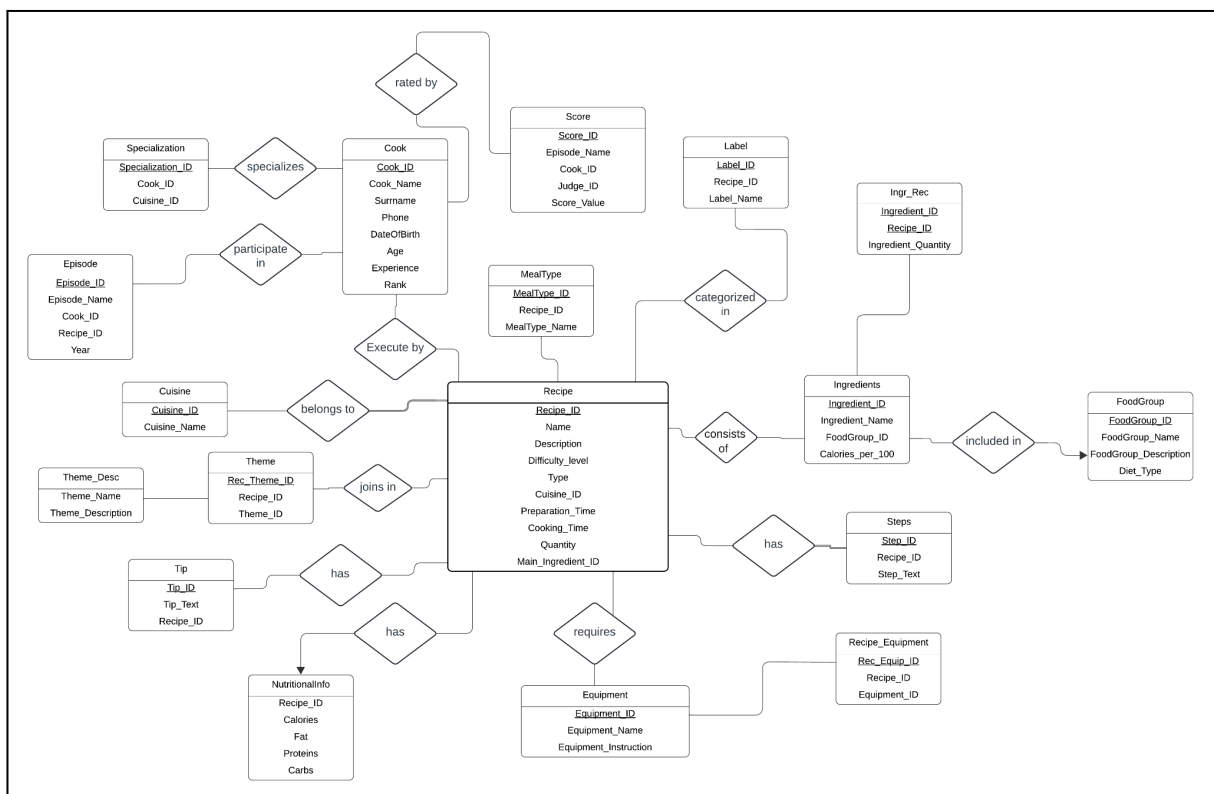 rated by
Score
Score_ID
Episode_Name
Cook_ID
Judge_ID
Score_Value
Specialization
Specialization_ID
Cook_ID
Cuisine_ID
specializes
Cook
Cook_ID
Cook_Name
Surrname
Phone
DateOfBirth
Age
Experience
Rank
Label
Label_ID
Recipe_ID
Label_Name
Ingr_Rec
Ingredient_ID
Recipe_ID
Ingredient_Quantity
participate
in
Episode
Episode_ID
Episode_Name
Cook_ID
Recipe_ID
Year
MealType
MealType_ID
Recipe_ID
MealType_Name
categorized
in
Execute by
Cuisine
Cuisine_ID
Cuisine_Name
belongs to
Recipe
Recipe_ID
Name
Description
Difficulty_level
Type
Cuisine_ID
Preparation_Time
Cooking_Time
Quantity
Main_Ingredient_ID
consists
of
Ingredients
Ingredient_ID
Ingredient_Name
FoodGroup_ID
Calories_per_100
included in
FoodGroup
FoodGroup_ID
FoodGroup_Name
FoodGroup_Description
Diet_Type
Theme_Desc
Theme_Name
Theme_Description
Theme
Rec_Theme_ID
Recipe_ID
Theme_ID
joins in
Tip
Tip_ID
Tip_Text
Recipe_ID
has
has
Steps
Step_ID
Recipe_ID
Step_Text
has
requires
Recipe_Equipment
Rec_Equip_ID
Recipe_ID
Equipment_ID
NutritionalInfo
Recipe_ID
Calories
Fat
Proteins
Carbs
Equipment
Equipment_ID
Equipment_Name
Equipment_Instruction